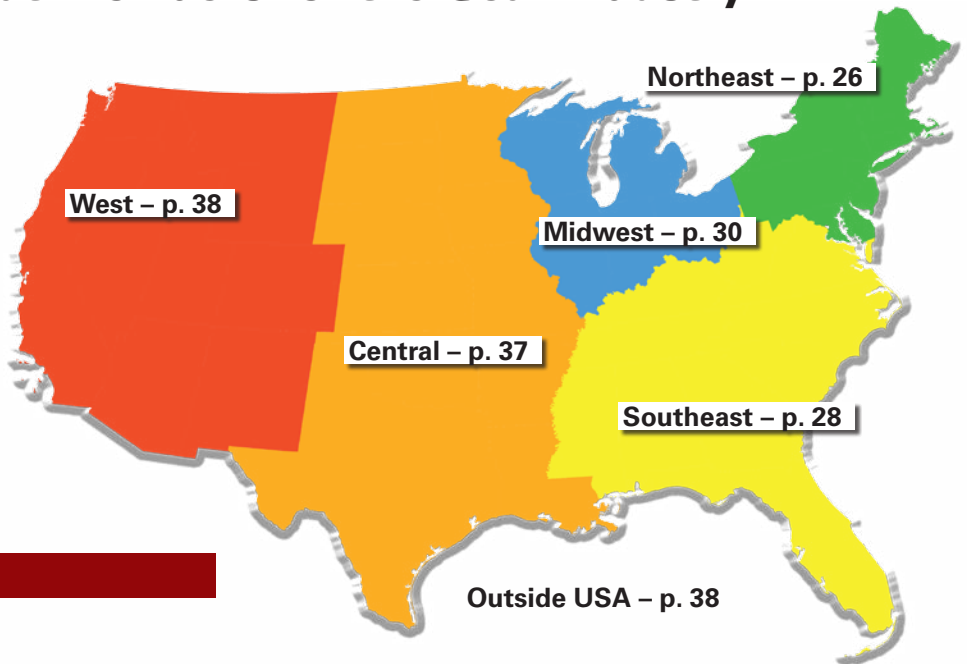 Northeast – p. 26
West – p. 38
Midwest – p. 30
Central – p. 37
Southeast – p. 28
Outside USA – p. 38